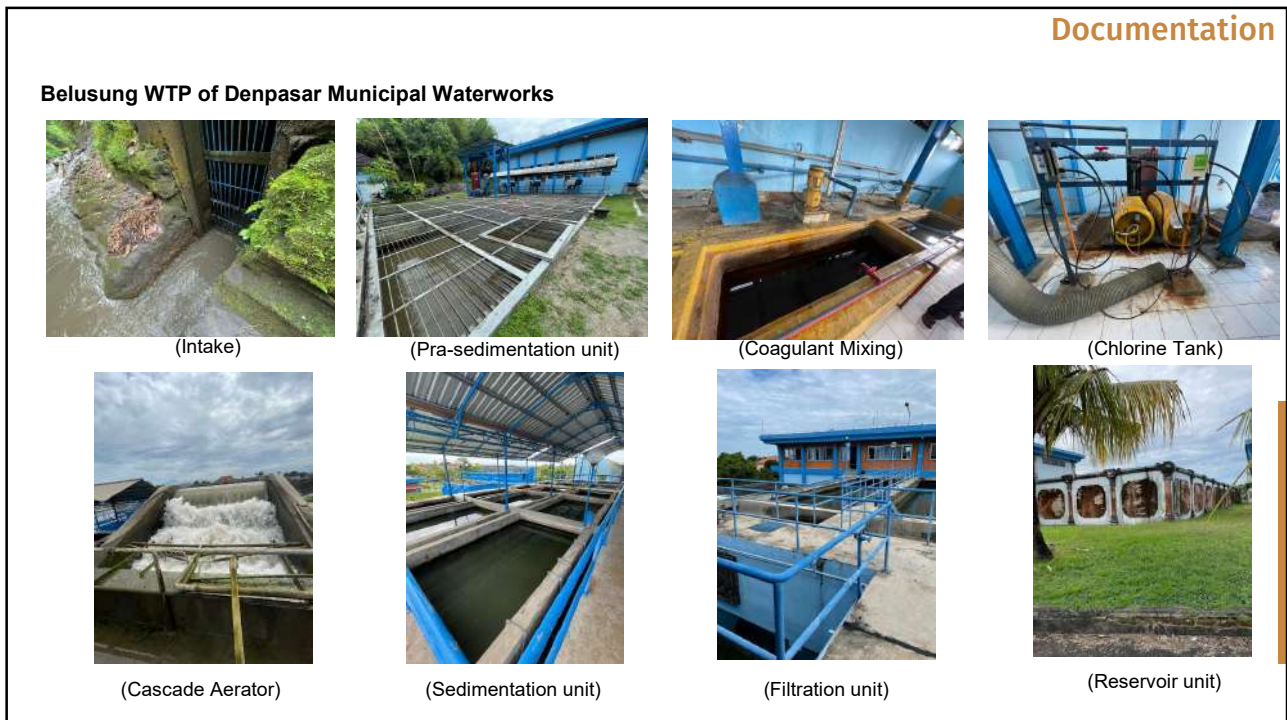 Documentation
Belusung WTP of Denpasar Municipal Waterworks
(Intake)
(Pra-sedimentation unit)
(Coagulant Mixing)
(Chlorine Tank)
(Cascade Aerator)
(Sedimentation unit)
(Filtration unit)
(Reservoir unit)